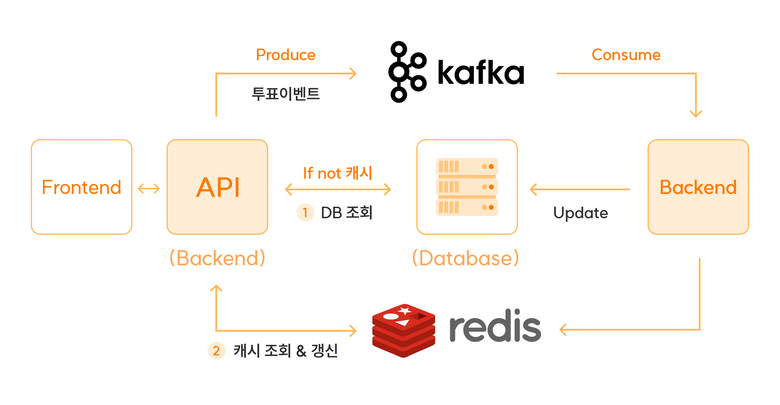 Produce
투표이벤트
kafka
Consume
Frontend
API
(Backend)
If not 캐시
1 DB 조회
(Database)
Update
Backend
2 캐시 조회 & 갱신
redis